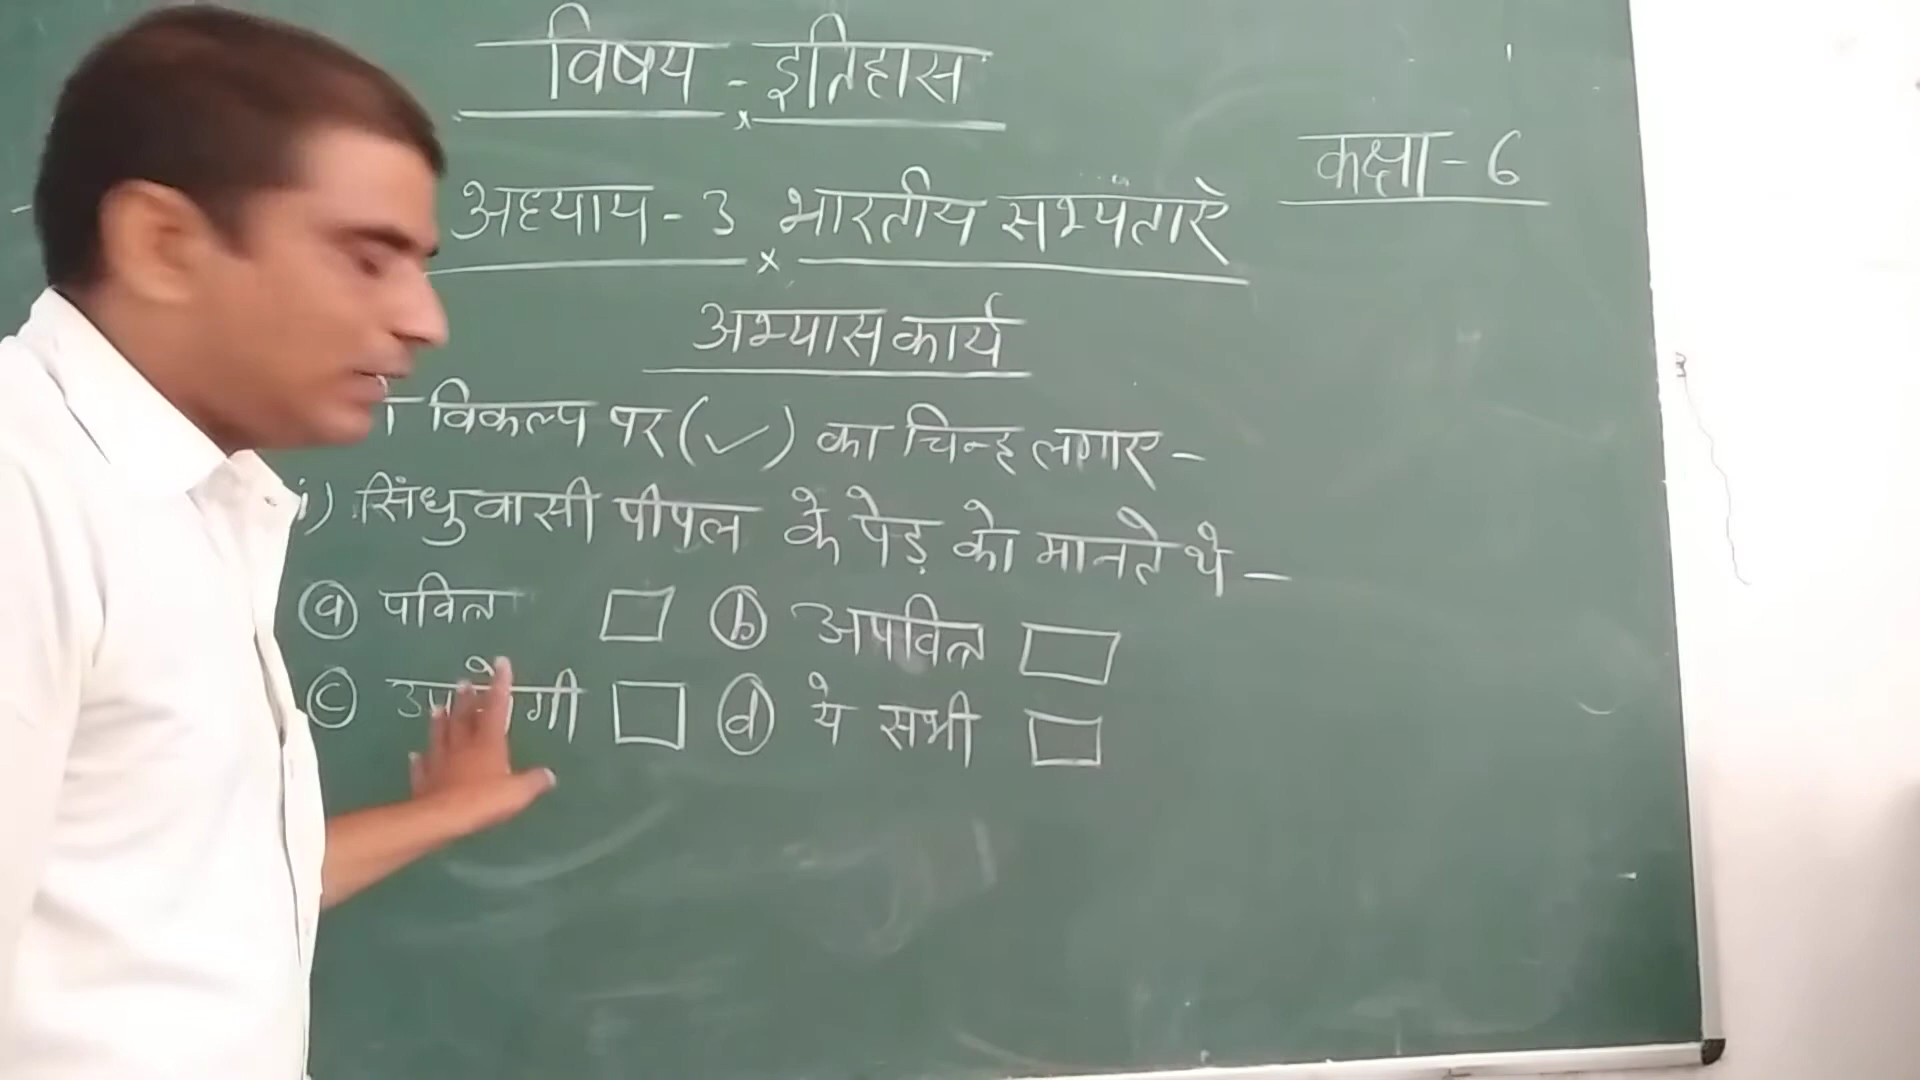 विषय - इतिहास
कक्षा - 6
अध्याय - 3 भारतीय सभ्यताएं
अभ्यास कार्य
विकल्प पर (✓) का चिन्ह लगाए -
i) सिंधुवासी पीपल के पेड़ को मानते थे -
(a) पवित्र □ (b) अपवित्र □
(c) उपयोगी □ (d) ये सभी □